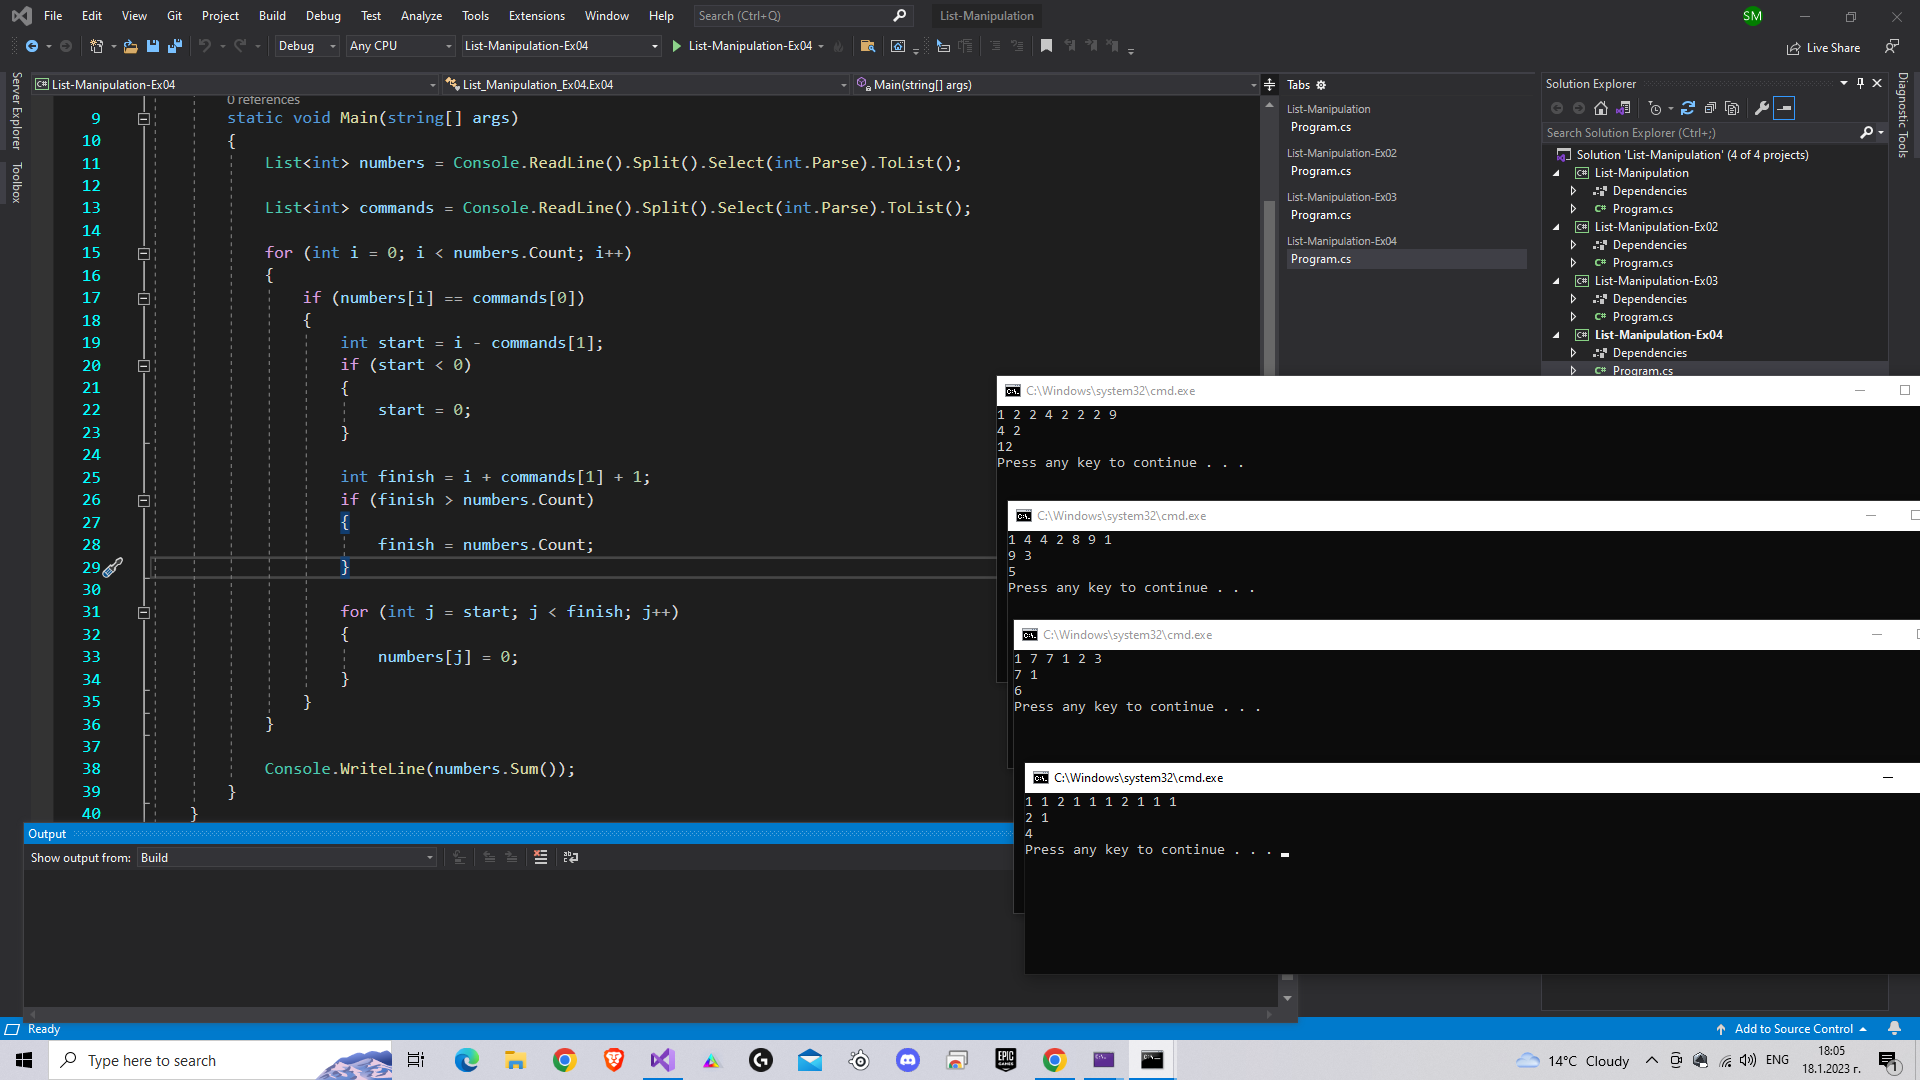 File Edit View Git Project Build Debug Test Analyze Tools Extensions Window Help Search (Ctrl+Q) List-Manipulation SM
Debug Any CPU List-Manipulation-Ex04 List-Manipulation-Ex04 Live Share
Server Explorer
Toolbox
C# List-Manipulation-Ex04 List_Manipulation_Ex04.Ex04 Main(string[] args)
0 references
9 static void Main(string[] args)
10 {
11 List<int> numbers = Console.ReadLine().Split().Select(int.Parse).ToList();
12
13 List<int> commands = Console.ReadLine().Split().Select(int.Parse).ToList();
14
15 for (int i = 0; i < numbers.Count; i++)
16 {
17 if (numbers[i] == commands[0])
18 {
19 int start = i - commands[1];
20 if (start < 0)
21 {
22 start = 0;
23 }
24
25 int finish = i + commands[1] + 1;
26 if (finish > numbers.Count)
27 {
28 finish = numbers.Count;
29 }
30
31 for (int j = start; j < finish; j++)
32 {
33 numbers[j] = 0;
34 }
35 }
36 }
37
38 Console.WriteLine(numbers.Sum());
39 }
40 }
Tabs
List-Manipulation
Program.cs
List-Manipulation-Ex02
Program.cs
List-Manipulation-Ex03
Program.cs
List-Manipulation-Ex04
Program.cs
Solution Explorer
Search Solution Explorer (Ctrl+;)
Solution 'List-Manipulation' (4 of 4 projects)
C# List-Manipulation
Dependencies
C# Program.cs
C# List-Manipulation-Ex02
Dependencies
C# Program.cs
C# List-Manipulation-Ex03
Dependencies
C# Program.cs
C# List-Manipulation-Ex04
Dependencies
C# Program.cs
Diagnostic Tools
C:\Windows\system32\cmd.exe
1 2 2 4 2 2 2 9
4 2
12
Press any key to continue . . .
C:\Windows\system32\cmd.exe
1 4 4 2 8 9 1
9 3
5
Press any key to continue . . .
C:\Windows\system32\cmd.exe
1 7 7 1 2 3
7 1
6
Press any key to continue . . .
C:\Windows\system32\cmd.exe
1 1 2 1 1 1 2 1 1 1
2 1
4
Press any key to continue . . .
Output
Show output from: Build
Ready Add to Source Control
Type here to search EPIC GAMES 14°C Cloudy ENG 18:05
18.1.2023 г. 1